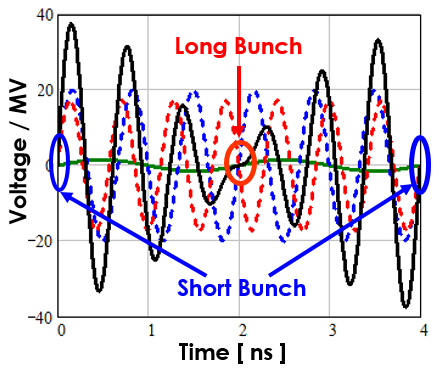 40
Long Bunch
20
Voltage / MV
0
-20
Short Bunch
-40
0 1 2 3 4
Time [ ns ]